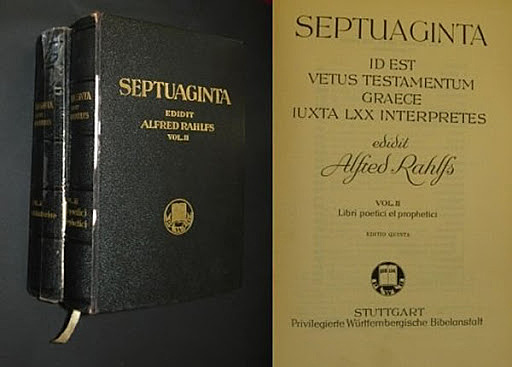 SEPTUAGINTA
EDIDIT
ALFRED RAHLFS
VOL. II
SEPTUAGINTA
ID EST
VETUS TESTAMENTUM
GRAECE
IUXTA LXX INTERPRETES
edidit
Alfred Rahlfs
VOL. II
Libri poetici et prophetici
EDITIO QUINTA
STUTTGART
Privilegierte Württembergische Bibelanstalt